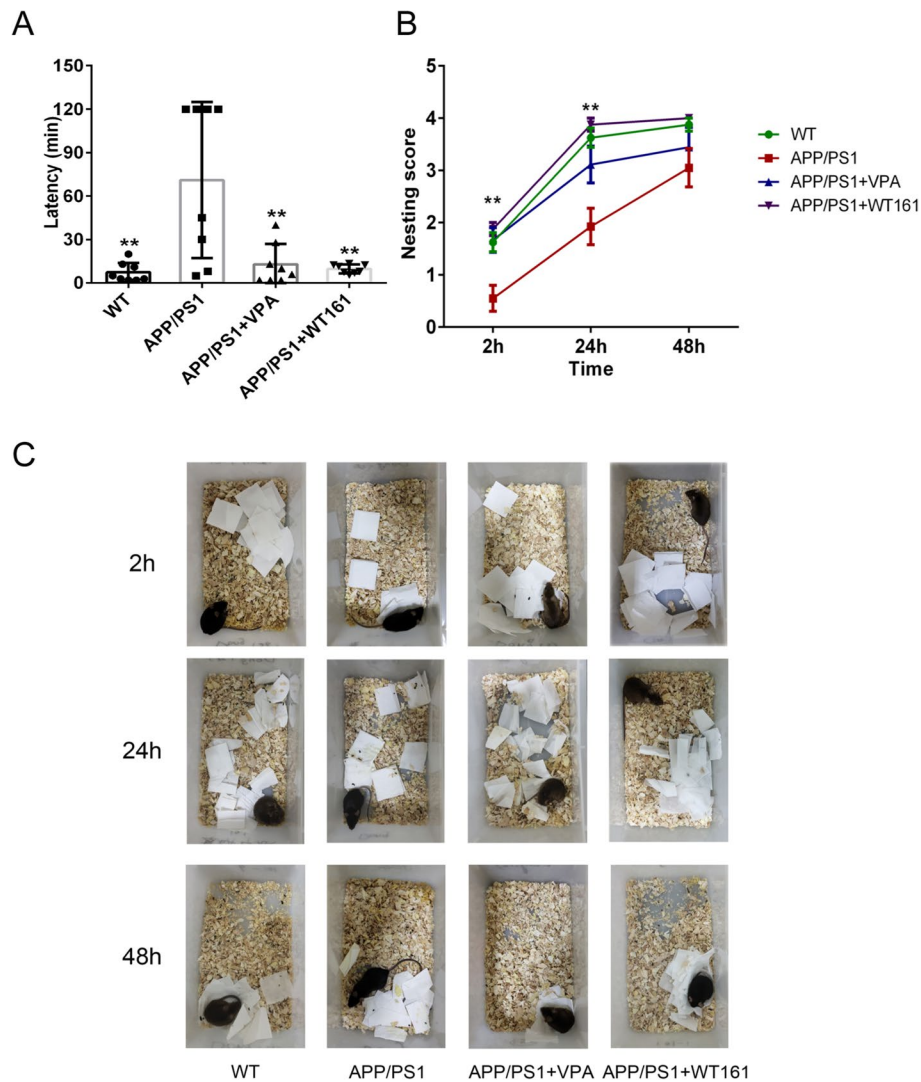 A
150
120
90
60
30
0
Latency (min)
**
**
**
WT
APP/PS1
APP/PS1+VPA
APP/PS1+WT161
B
5
4
3
2
1
0
Nesting score
**
**
2h
24h
48h
Time
WT
APP/PS1
APP/PS1+VPA
APP/PS1+WT161
C
2h
24h
48h
WT
APP/PS1
APP/PS1+VPA
APP/PS1+WT161